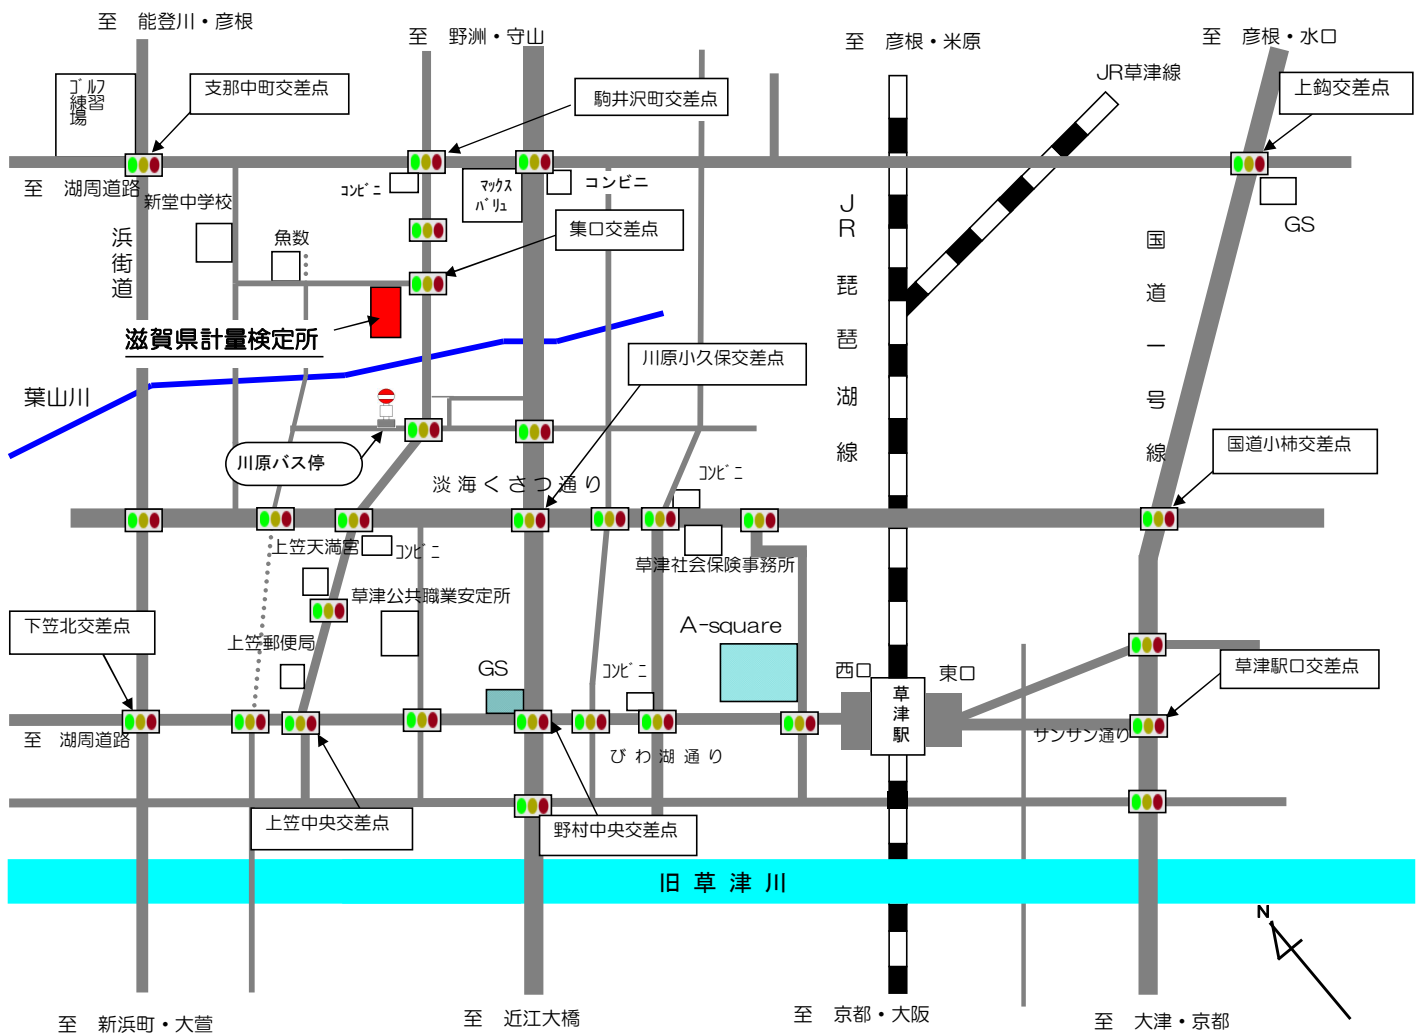 至　能登川・彦根
至　野洲・守山
至　彦根・米原
至　彦根・水口
JR草津線
ｺﾞﾙﾌ
練習
場
支那中町交差点
駒井沢町交差点
上鈎交差点
至　湖周道路
新堂中学校
ｺﾝﾋﾞﾆ
ﾏｯｸｽ
ﾊﾞﾘｭ
コンビニ
GS
浜街道
魚数
集口交差点
JR琵琶湖線
国道一号線
滋賀県計量検定所
川原小久保交差点
葉山川
川原バス停
淡海くさつ通り
ｺﾝﾋﾞﾆ
国道小柿交差点
上笠天満宮
ｺﾝﾋﾞﾆ
草津社会保険事務所
草津公共職業安定所
下笠北交差点
上笠郵便局
A-square
GS
ｺﾝﾋﾞﾆ
西口
草津駅
東口
草津駅口交差点
至　湖周道路
びわ湖通り
サンサン通り
上笠中央交差点
野村中央交差点
旧草津川
N
至　新浜町・大萱
至　近江大橋
至　京都・大阪
至　大津・京都